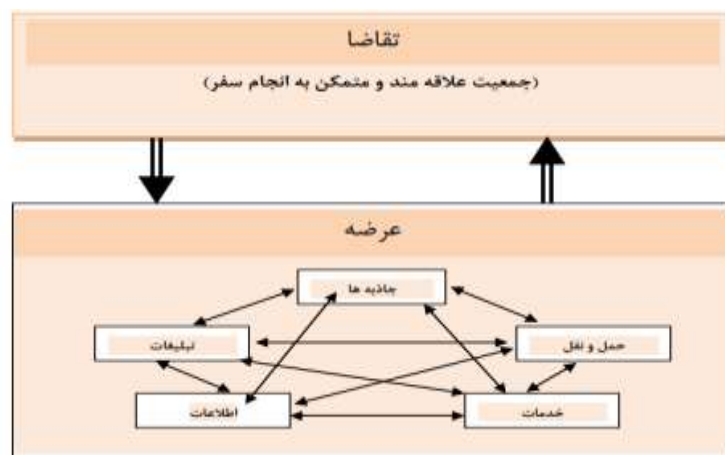 تقاضا
(جمعیت علاقه مند و متمکن به انجام سفر)
عرضه
جاذبه ها
حمل و نقل
تبلیغات
خدمات
اطلاعات